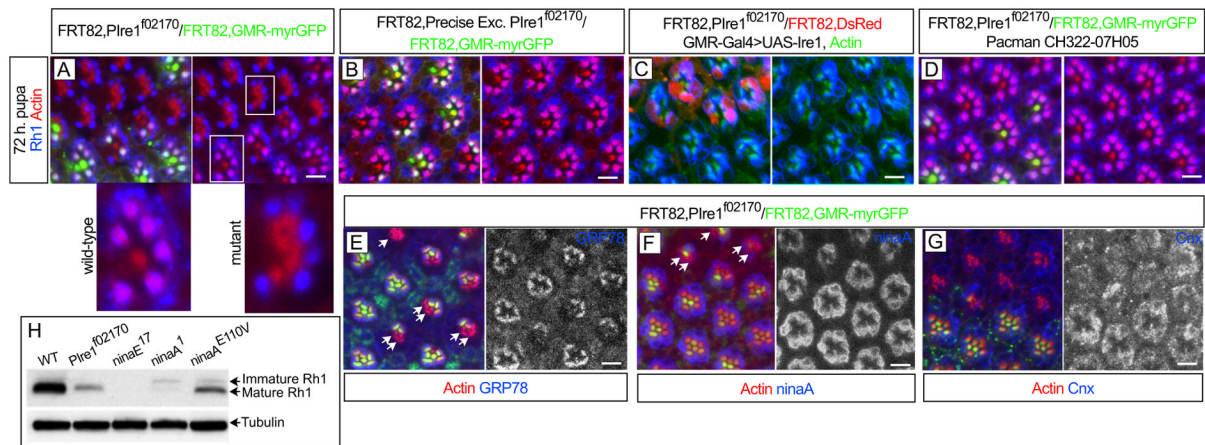 FRT82,PIre1f02170/FRT82,GMR-myrGFP
FRT82,Precise Exc. PIre1f02170/
FRT82,GMR-myrGFP
FRT82,PIre1f02170/FRT82,DsRed
GMR-Gal4>UAS-Ire1, Actin
FRT82,PIre1f02170/FRT82,GMR-myrGFP
Pacman CH322-07H05
72 h. pupa
Rh1 Actin
A
B
C
D
wild-type
mutant
FRT82,PIre1f02170/FRT82,GMR-myrGFP
E
GRP78
F
ninaA
G
Cnx
Actin GRP78
Actin ninaA
Actin Cnx
H
WT
PIre1f02170
ninaE17
ninaA1
ninaAE110V
Immature Rh1
Mature Rh1
Tubulin